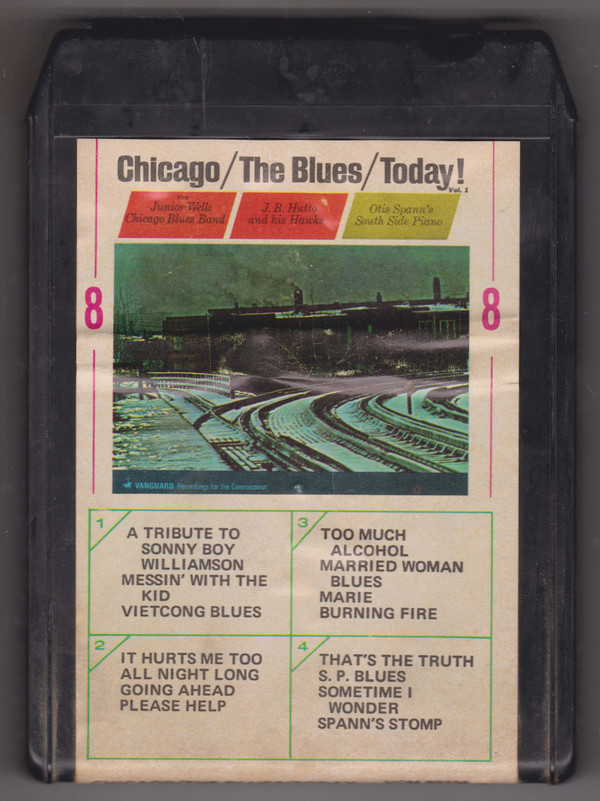 Chicago/The Blues/Today!
Vol. 1
THE
Junior Wells
Chicago Blues Band
J. B. Hutto
and his Hawks
Otis Spann's
South Side Piano
8
8
VANGUARD Recordings for the Connoisseur
1
A TRIBUTE TO
SONNY BOY
WILLIAMSON
MESSIN' WITH THE
KID
VIETCONG BLUES
2
IT HURTS ME TOO
ALL NIGHT LONG
GOING AHEAD
PLEASE HELP
3
TOO MUCH
ALCOHOL
MARRIED WOMAN
BLUES
MARIE
BURNING FIRE
4
THAT'S THE TRUTH
S. P. BLUES
SOMETIME I
WONDER
SPANN'S STOMP